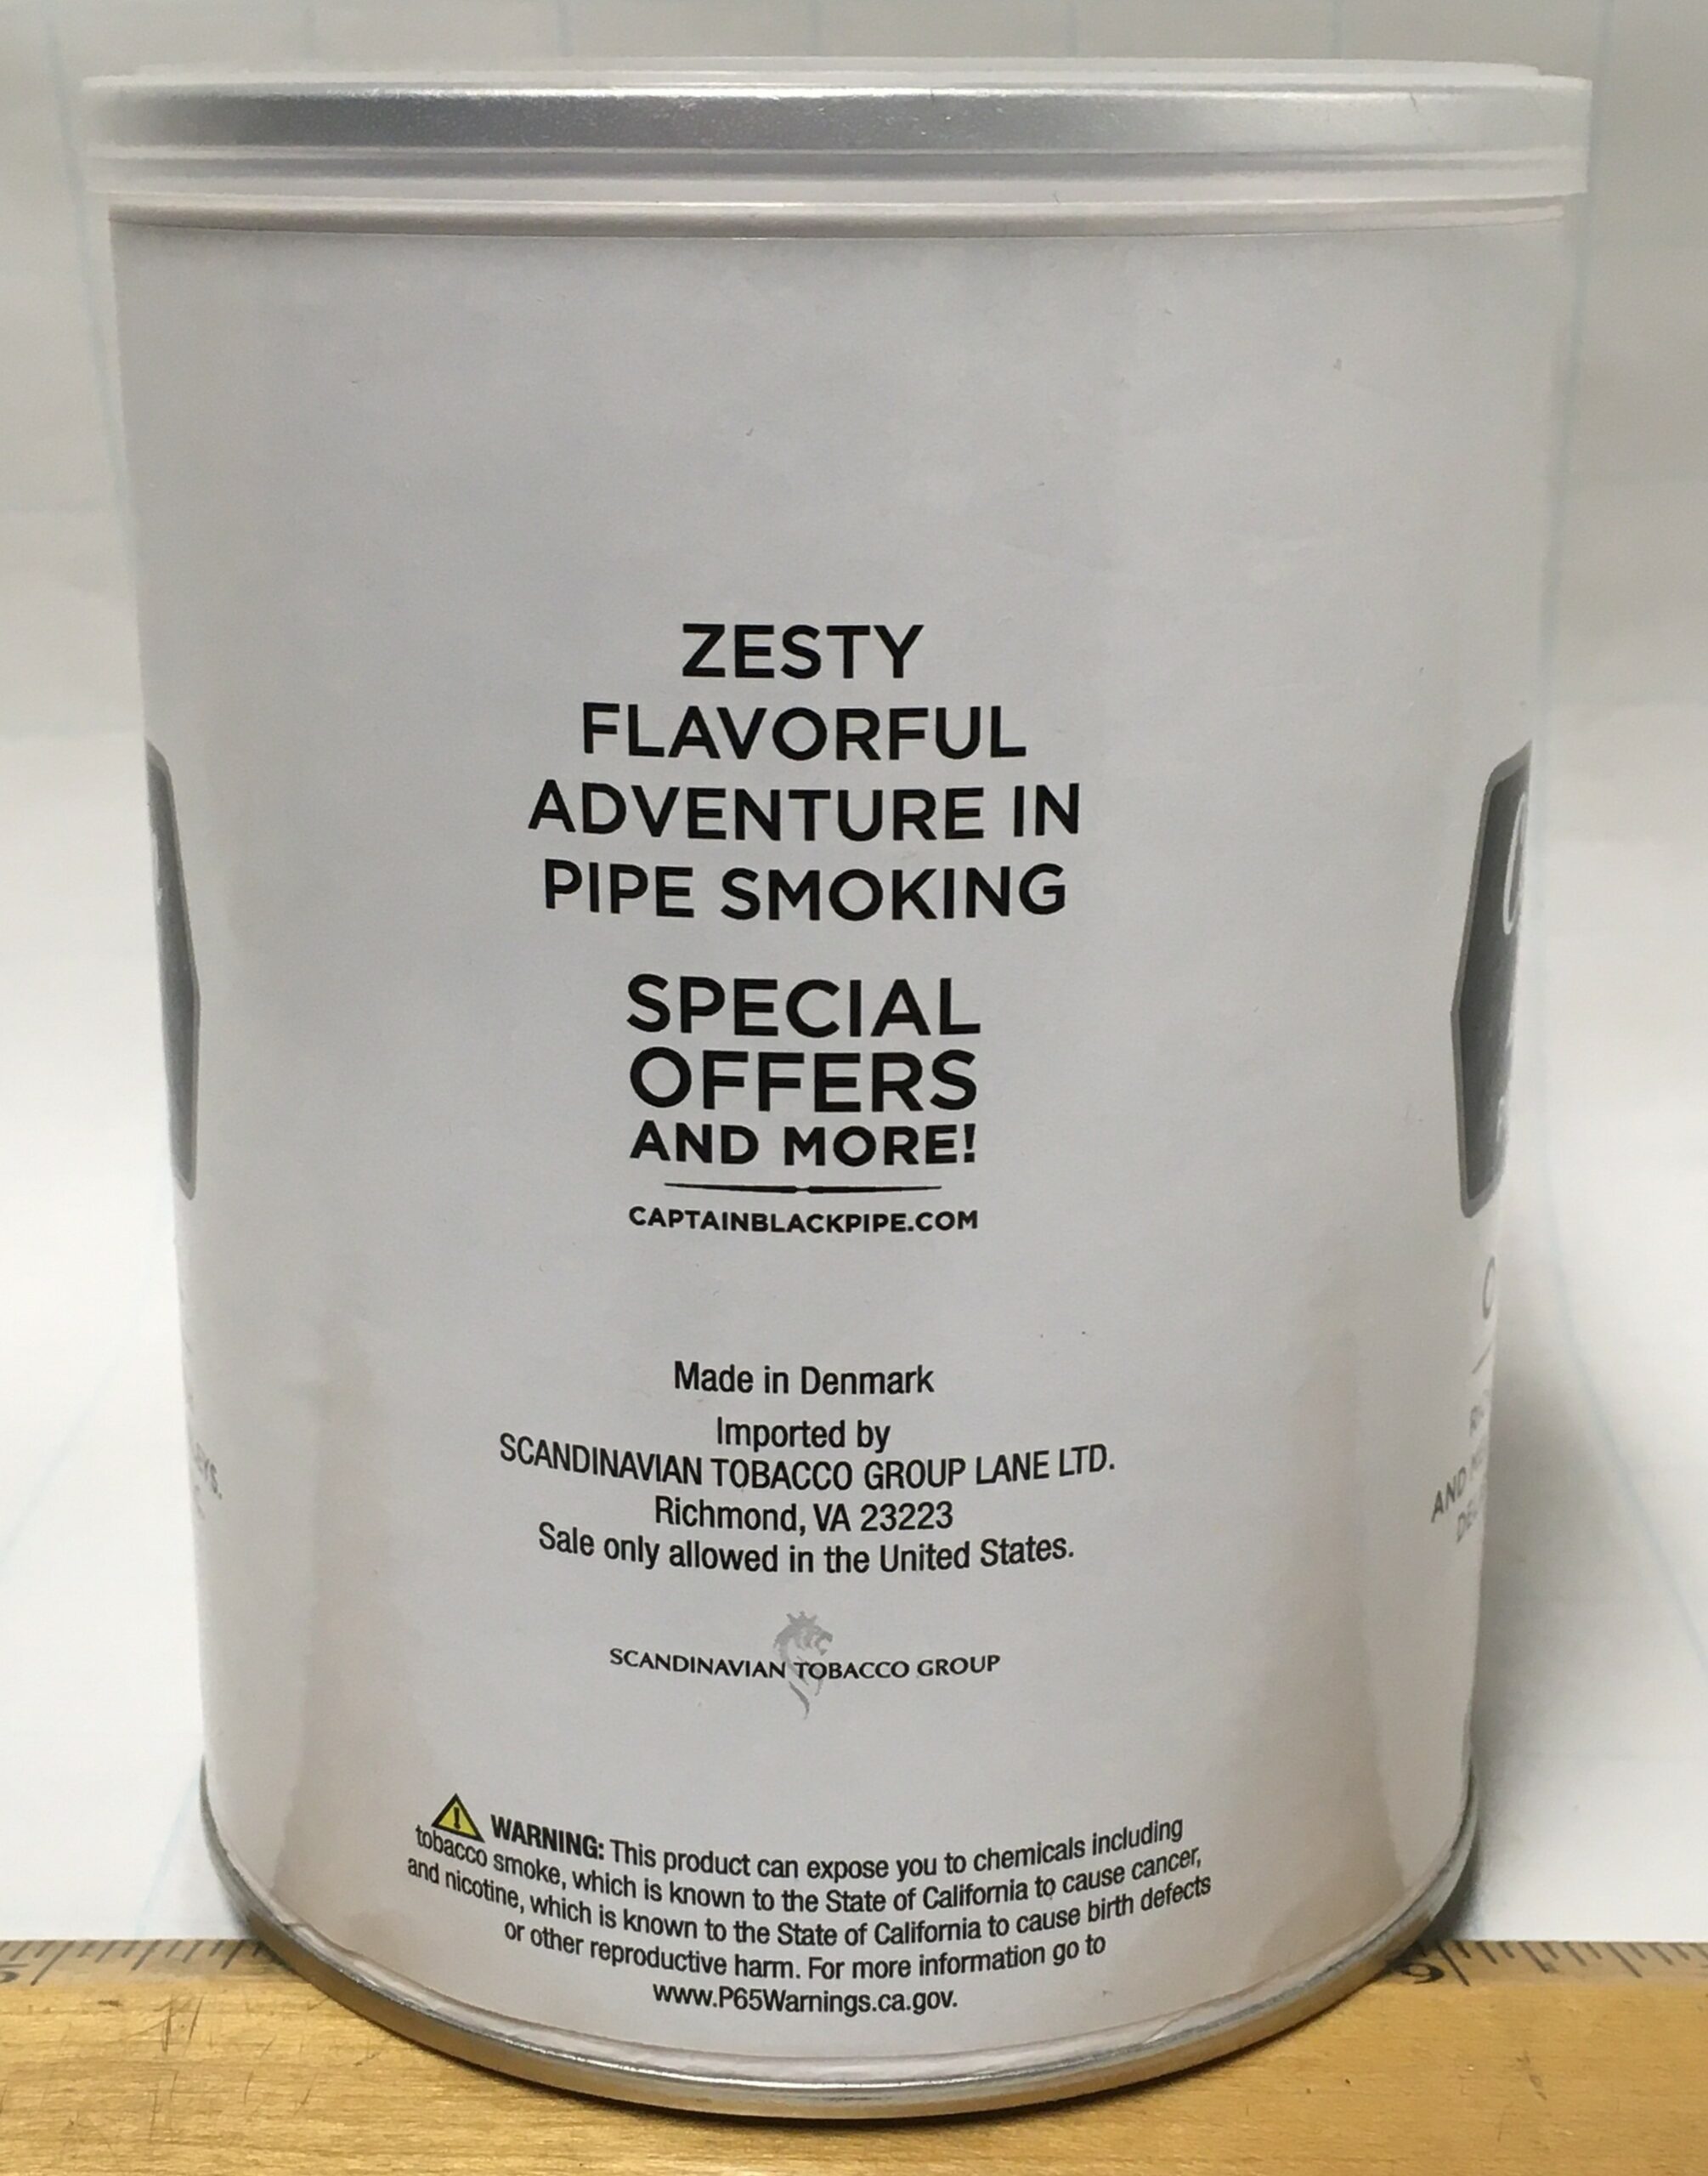 ZESTY
FLAVORFUL
ADVENTURE IN
PIPE SMOKING
SPECIAL
OFFERS
AND MORE!
CAPTAINBLACKPIPE.COM
Made in Denmark
Imported by
SCANDINAVIAN TOBACCO GROUP LANE LTD.
Richmond, VA 23223
Sale only allowed in the United States.
SCANDINAVIAN TOBACCO GROUP
WARNING: This product can expose you to chemicals including
tobacco smoke, which is known to the State of California to cause cancer,
and nicotine, which is known to the State of California to cause birth defects
or other reproductive harm. For more information go to
www.P65Warnings.ca.gov.
AND